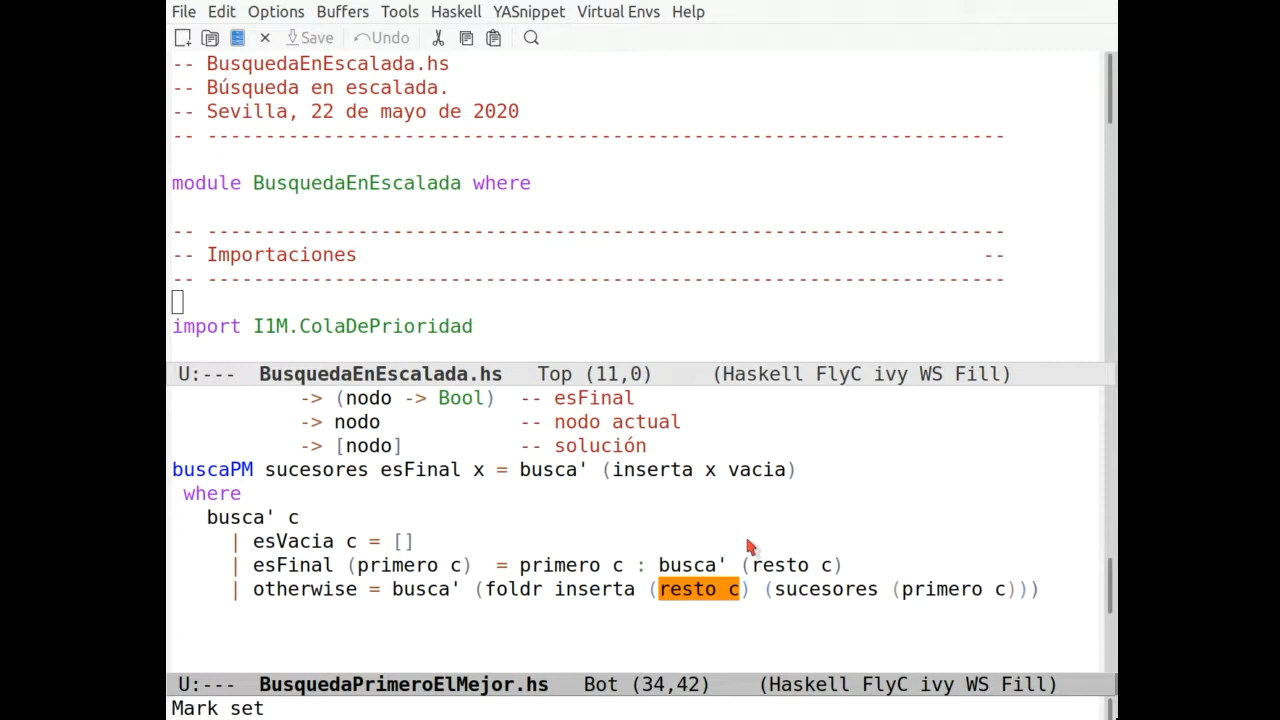 File Edit Options Buffers Tools Haskell YASnippet Virtual Envs Help
Save Undo
-- BusquedaEnEscalada.hs
-- Búsqueda en escalada.
-- Sevilla, 22 de mayo de 2020
-- ---------------------------------------------------------------------
module BusquedaEnEscalada where
-- ---------------------------------------------------------------------
-- Importaciones                                                      --
-- ---------------------------------------------------------------------
import I1M.ColaDePrioridad
U:--- BusquedaEnEscalada.hs Top (11,0) (Haskell FlyC ivy WS Fill)
-> (nodo -> Bool) -- esFinal
-> nodo -- nodo actual
-> [nodo] -- solución
buscaPM sucesores esFinal x = busca' (inserta x vacia)
where
busca' c
| esVacia c = []
| esFinal (primero c) = primero c : busca' (resto c)
| otherwise = busca' (foldr inserta (resto c) (sucesores (primero c)))
U:--- BusquedaPrimeroElMejor.hs Bot (34,42) (Haskell FlyC ivy WS Fill)
Mark set